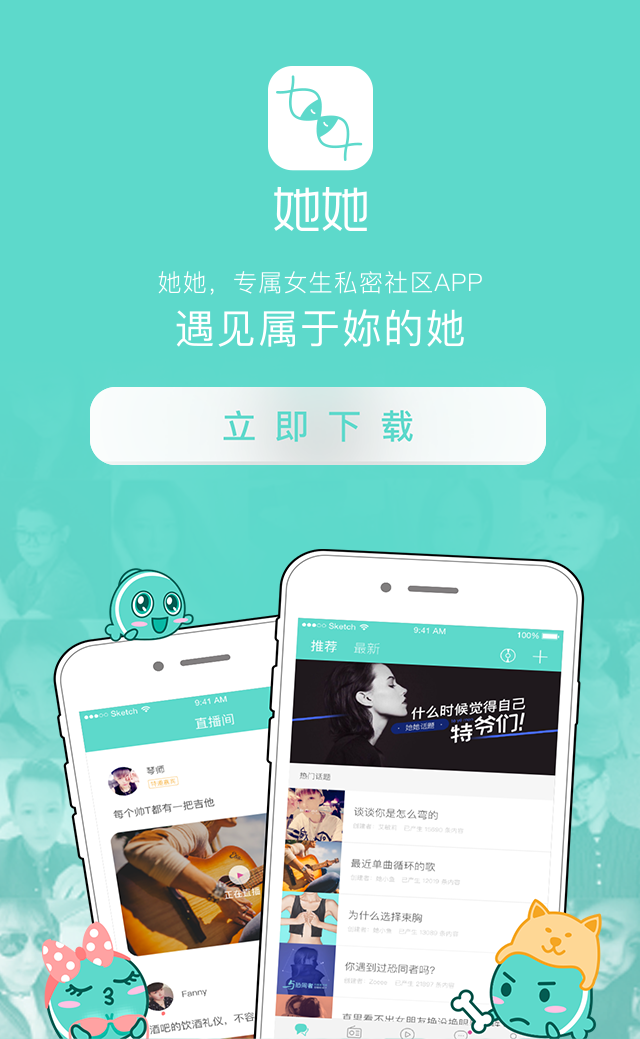 她她
她她，专属女生私密社区APP
遇见属于妳的她
立即下载
Sketch
9:41 AM
直播间
琴师
每个帅T都有一把吉他
正在直播
Fanny
酒吧的饮酒礼仪，不容
Sketch
9:41 AM
100%
推荐 最新
什么时候觉得自己
她她话题
特爷们!
热门话题
谈谈你是怎么弯的
最近单曲循环的歌
为什么选择束胸
你遇到过恐同者吗?